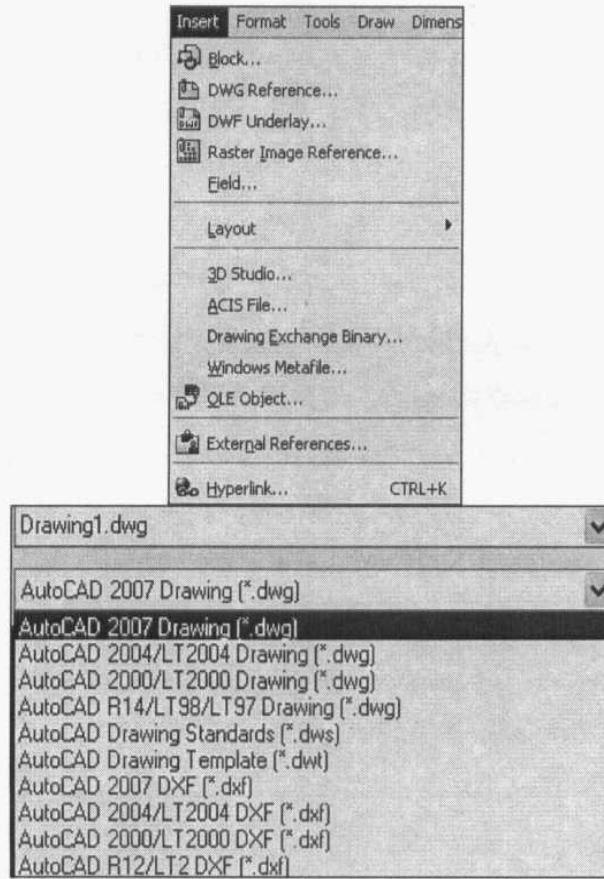 Insert Format Tools Draw Dimens
Block...
DWG Reference...
DWF Underlay...
Raster Image Reference...
Field...
Layout
3D Studio...
ACIS File...
Drawing Exchange Binary...
Windows Metafile...
OLE Object...
External References...
Hyperlink... CTRL+K
Drawing1.dwg
AutoCAD 2007 Drawing (*.dwg)
AutoCAD 2007 Drawing (*.dwg)
AutoCAD 2004/LT2004 Drawing (*.dwg)
AutoCAD 2000/LT2000 Drawing (*.dwg)
AutoCAD R14/LT98/LT97 Drawing (*.dwg)
AutoCAD Drawing Standards (*.dws)
AutoCAD Drawing Template (*.dwt)
AutoCAD 2007 DXF (*.dxf)
AutoCAD 2004/LT2004 DXF (*.dxf)
AutoCAD 2000/LT2000 DXF (*.dxf)
AutoCAD R12/LT2 DXF (*.dxf)